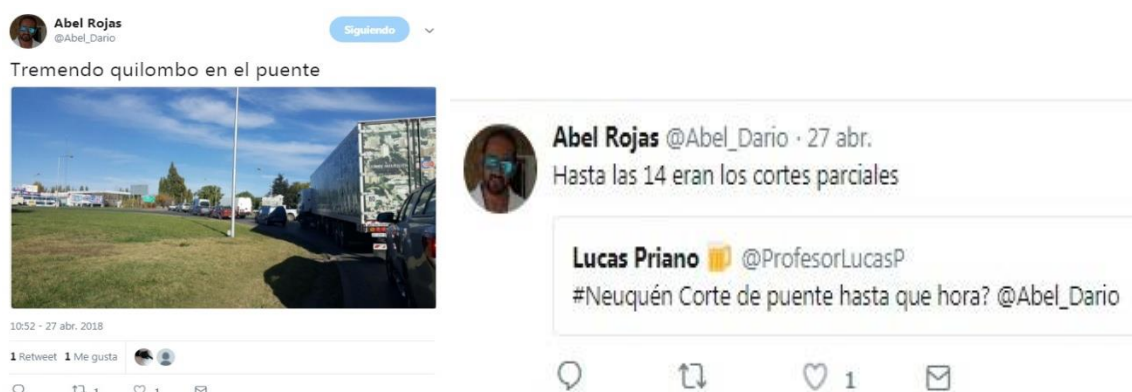 Abel Rojas
@Abel_Dario
Siguiendo
Tremendo quilombo en el puente
10:52 - 27 abr. 2018
1 Retweet 1 Me gusta
1 1
Abel Rojas @Abel_Dario · 27 abr.
Hasta las 14 eran los cortes parciales
Lucas Priano @ProfesorLucasP
#Neuquén Corte de puente hasta que hora? @Abel_Dario
1